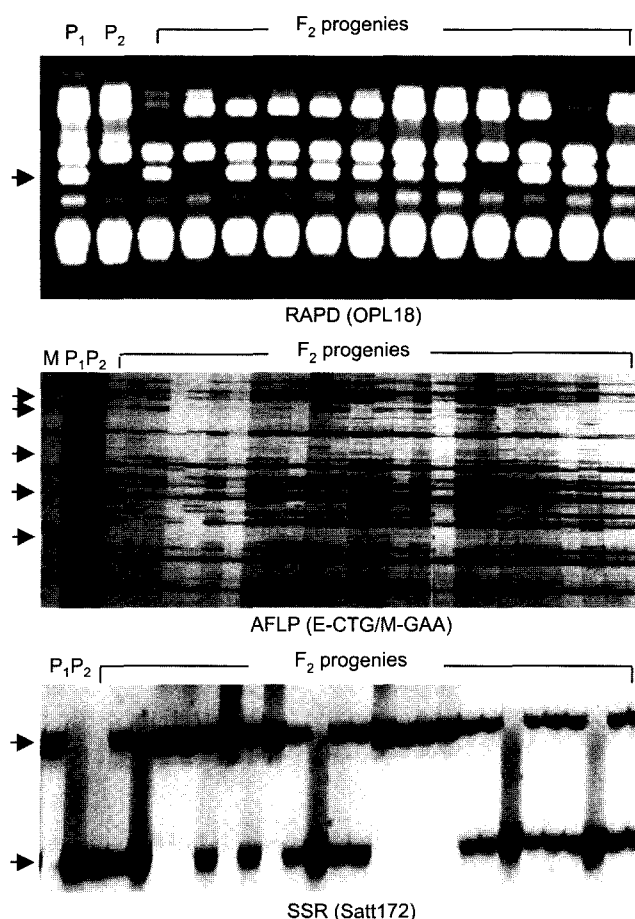 P₁ P₂ F₂ progenies
RAPD (OPL18)
M P₁P₂ F₂ progenies
AFLP (E-CTG/M-GAA)
P₁P₂ F₂ progenies
SSR (Satt172)